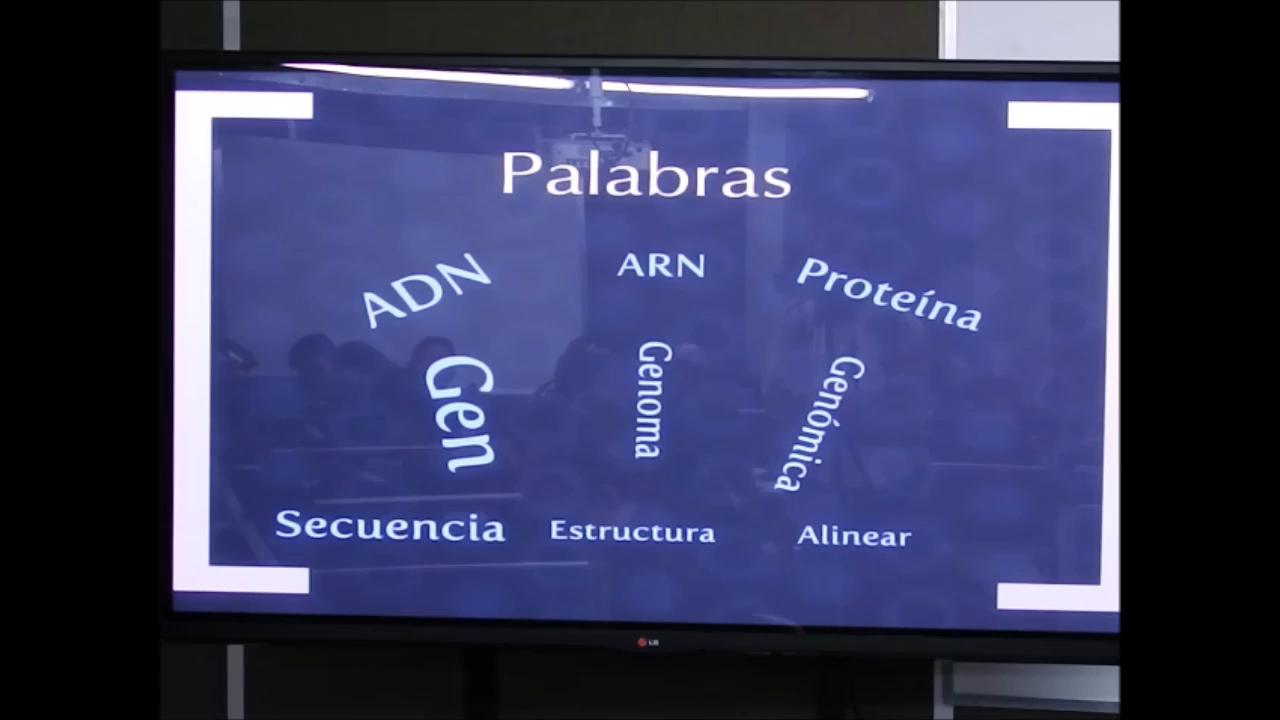 Palabras
ADN
ARN
Proteína
Gen
Genoma
Genómica
Secuencia
Estructura
Alinear
LG